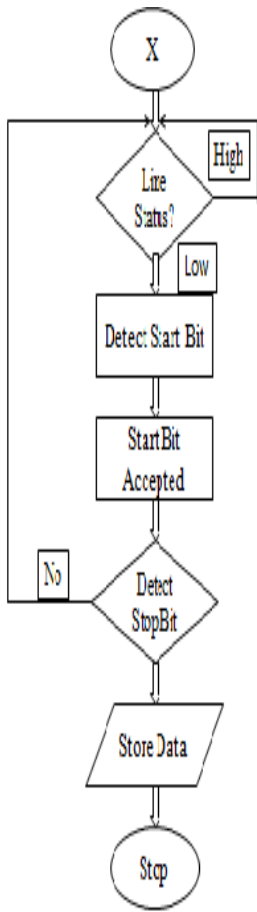 X
High
Line
Status?
Low
Detect Start Bit
StartBit
Accepted
No
Detect
StopBit
Store Data
Stop